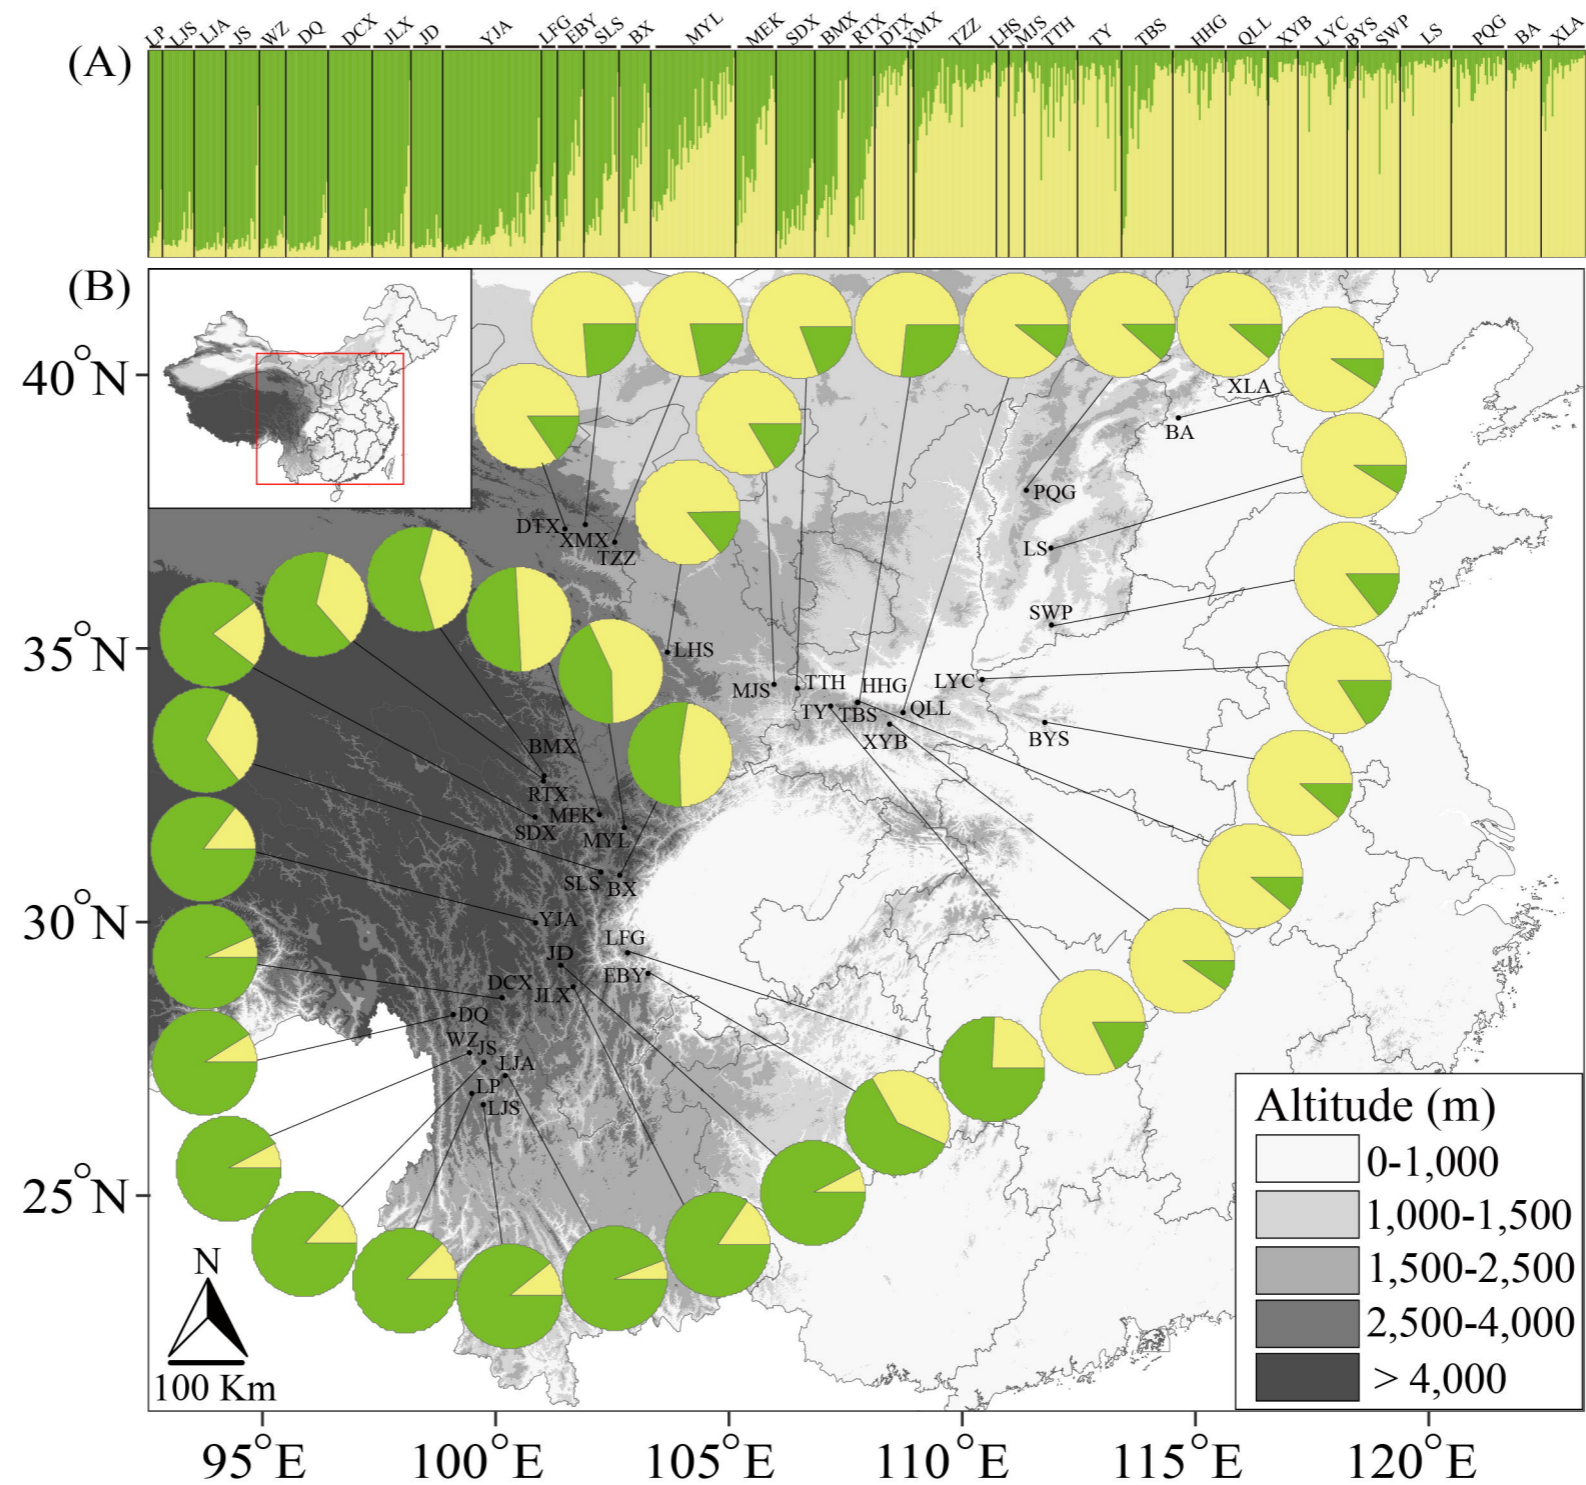 LP LJS LJA JS WZ DQ DCX JLX JD YJA LFG EBY SLS BX MYL MEK SDX BMX RTX DTX XMX TZZ LHS MJS TTH TY TBS HHG QLL XYB LYC BYS SWP LS PQG BA XLA
(A)
(B)
40°N
35°N
30°N
25°N
XLA
BA
PQG
DTX
XMX
TZZ
LS
SWP
LHS
MJS
TTH
HHG
LYC
TY
TBS
QLL
XYB
BYS
BMX
RTX
MEK
SDX
MYL
SLS
BX
YJA
LFG
JD
EBY
DCX
JLX
DQ
WZ
JS
LJA
LP
LJS
Altitude (m)
0-1,000
1,000-1,500
1,500-2,500
2,500-4,000
> 4,000
N
100 Km
95°E 100°E 105°E 110°E 115°E 120°E